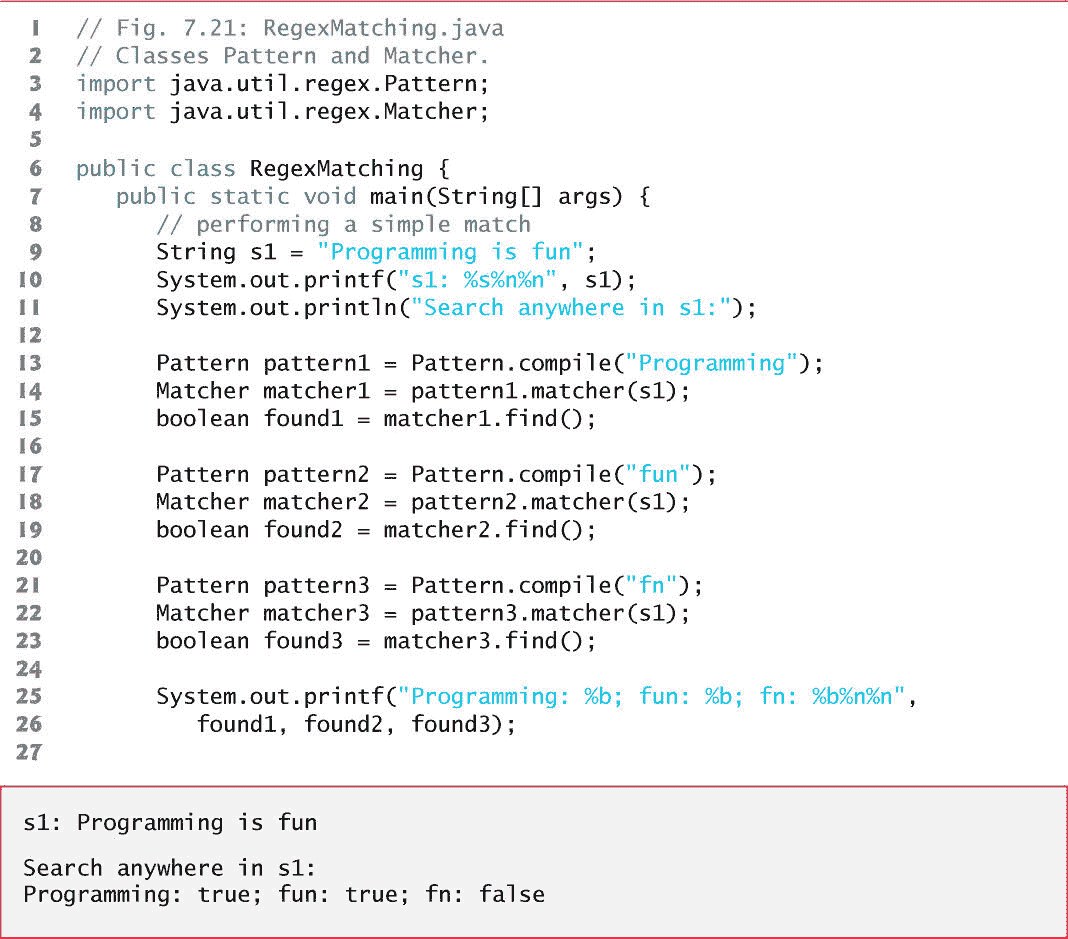 1 // Fig. 7.21: RegexMatching.java
2 // Classes Pattern and Matcher.
3 import java.util.regex.Pattern;
4 import java.util.regex.Matcher;
5
6 public class RegexMatching {
7    public static void main(String[] args) {
8       // performing a simple match
9       String s1 = "Programming is fun";
10       System.out.printf("s1: %s%n%n", s1);
11       System.out.println("Search anywhere in s1:");
12
13       Pattern pattern1 = Pattern.compile("Programming");
14       Matcher matcher1 = pattern1.matcher(s1);
15       boolean found1 = matcher1.find();
16
17       Pattern pattern2 = Pattern.compile("fun");
18       Matcher matcher2 = pattern2.matcher(s1);
19       boolean found2 = matcher2.find();
20
21       Pattern pattern3 = Pattern.compile("fn");
22       Matcher matcher3 = pattern3.matcher(s1);
23       boolean found3 = matcher3.find();
24
25       System.out.printf("Programming: %b; fun: %b; fn: %b%n%n",
26          found1, found2, found3);
27
s1: Programming is fun
Search anywhere in s1:
Programming: true; fun: true; fn: false